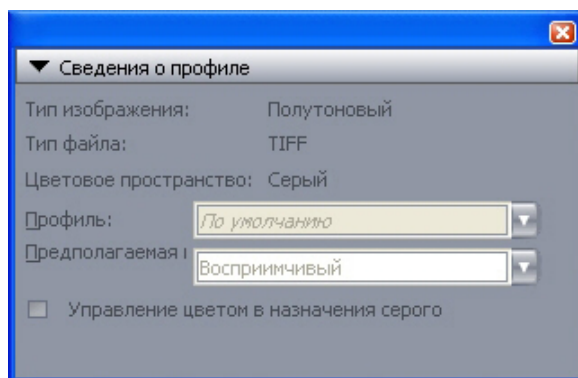 Сведения о профиле
Тип изображения: Полутоновый
Тип файла: TIFF
Цветовое пространство: Серый
Профиль: По умолчанию
Предполагаемая
Восприимчивый
Управление цветом в назначения серого